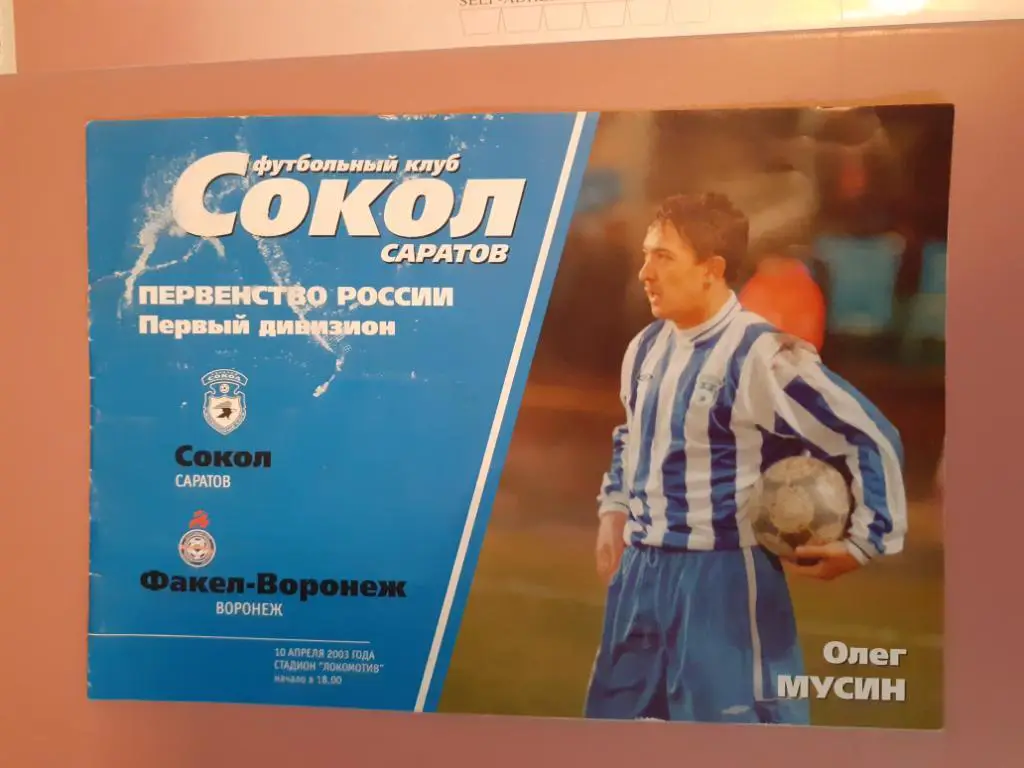 футбольный клуб
СОКОЛ
САРАТОВ
ПЕРВЕНСТВО РОССИИ
Первый дивизион
СОКОЛ
Сокол
САРАТОВ
Факел-Воронеж
ВОРОНЕЖ
10 АПРЕЛЯ 2003 ГОДА
СТАДИОН "ЛОКОМОТИВ"
начало в 18.00
Олег
МУСИН